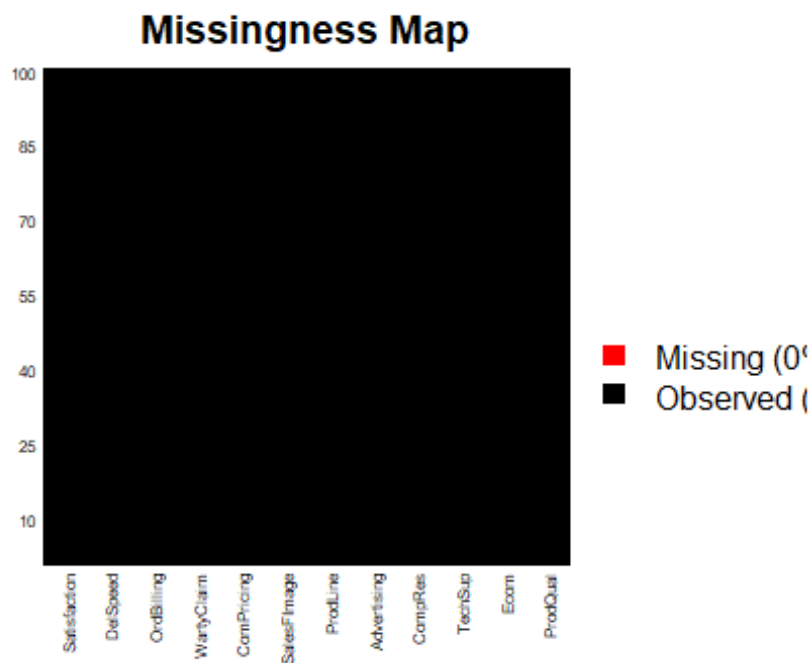 Missingness Map
100
85
70
55
40
25
10
Missing (0%
Observed (
Satisfaction
DelSpeed
OrdBilling
WartyClaim
ComPricing
SalesFImage
ProdLine
Advertising
CompRes
TechSup
Ecom
ProdQual